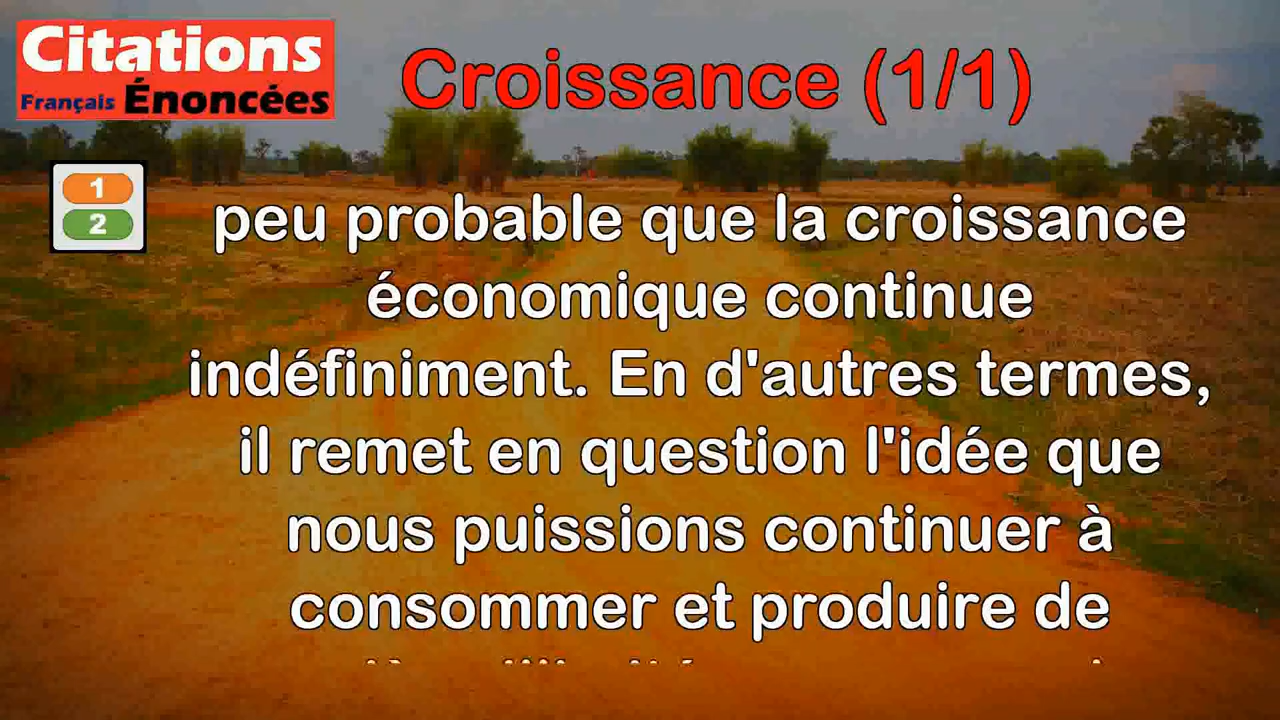 Citations
Français Énoncées
Croissance (1/1)
1
2
peu probable que la croissance
économique continue
indéfiniment. En d'autres termes,
il remet en question l'idée que
nous puissions continuer à
consommer et produire de